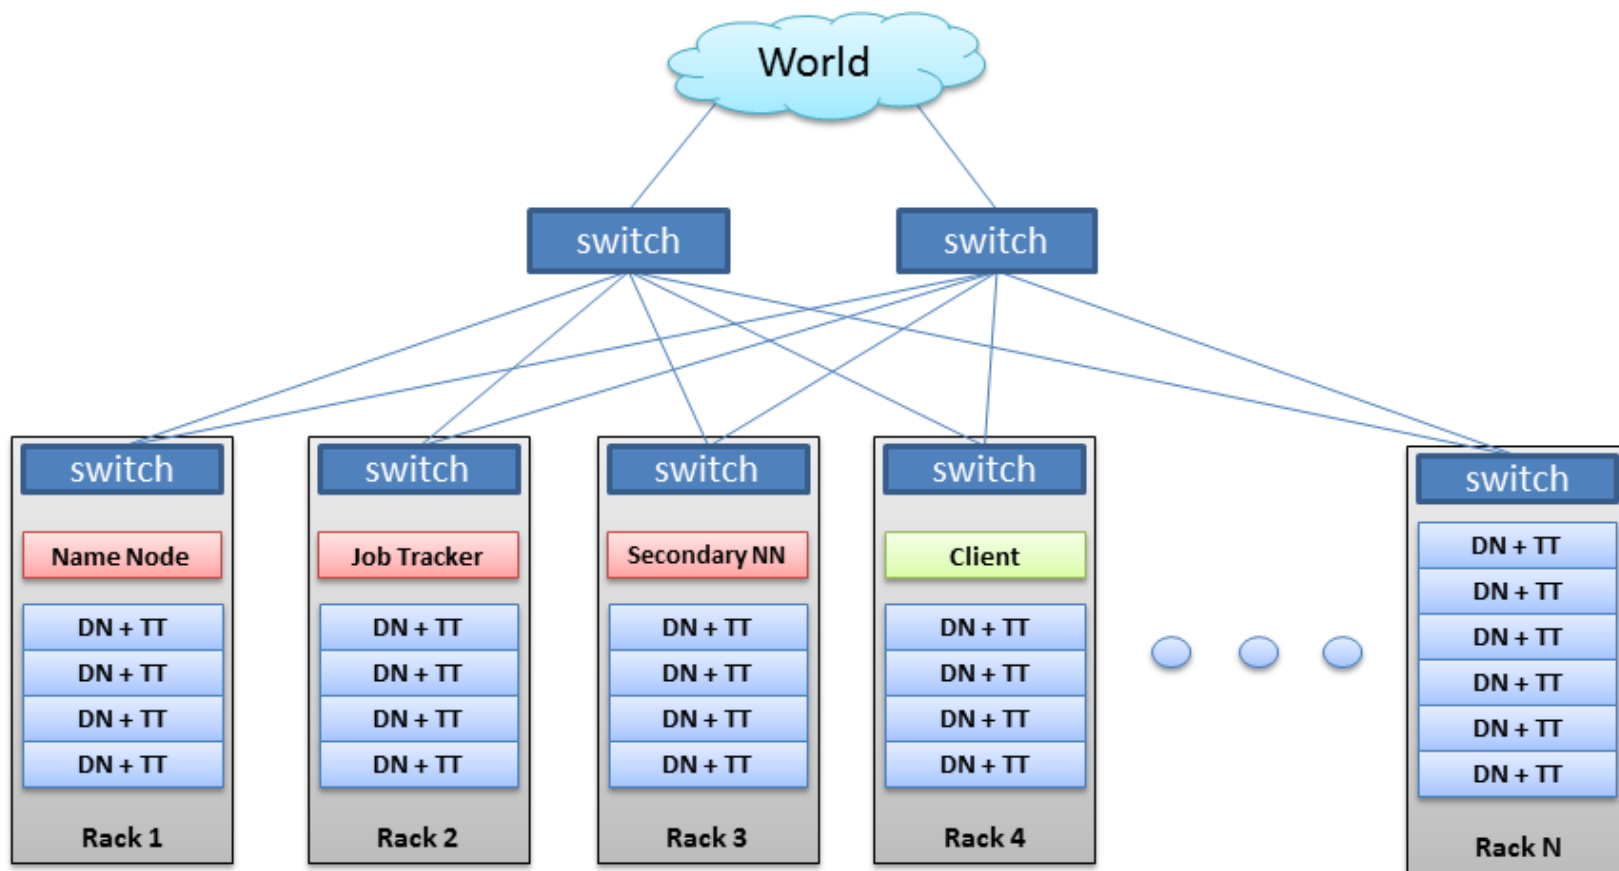 World
switch
switch
switch
Name Node
DN + TT
DN + TT
DN + TT
DN + TT
Rack 1
switch
Job Tracker
DN + TT
DN + TT
DN + TT
DN + TT
Rack 2
switch
Secondary NN
DN + TT
DN + TT
DN + TT
DN + TT
Rack 3
switch
Client
DN + TT
DN + TT
DN + TT
DN + TT
Rack 4
switch
DN + TT
DN + TT
DN + TT
DN + TT
DN + TT
DN + TT
Rack N